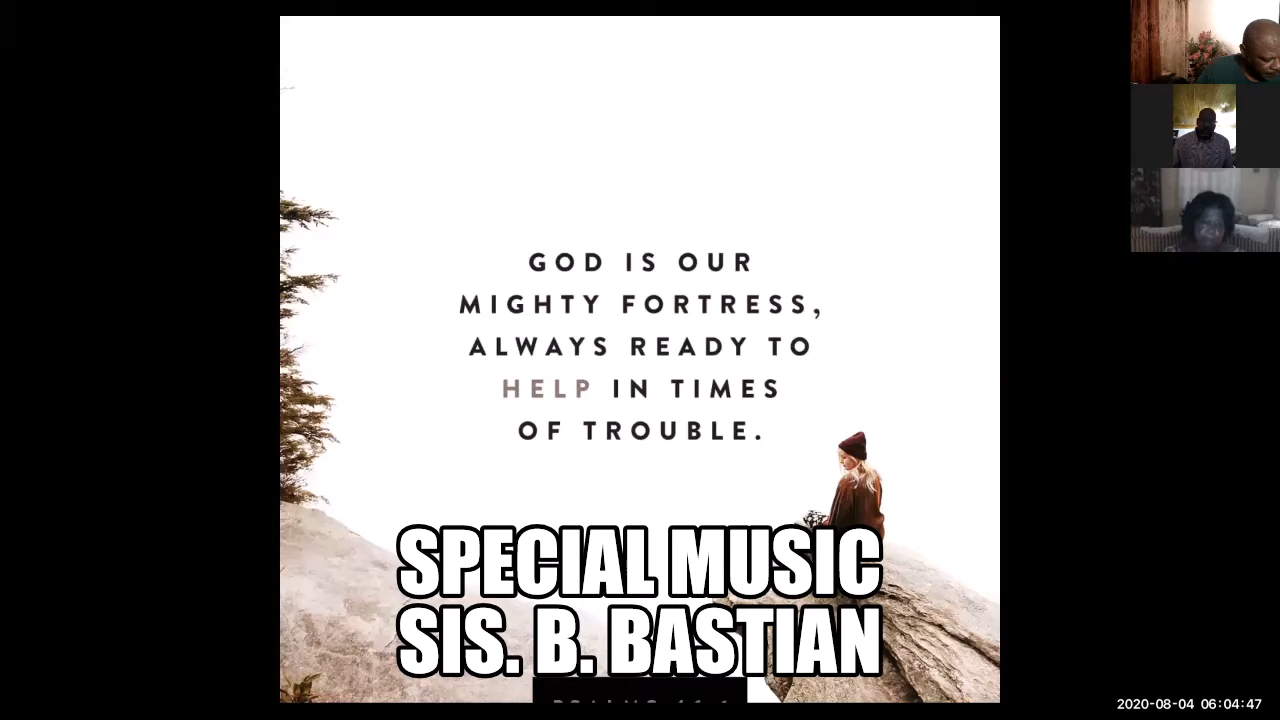 GOD IS OUR
MIGHTY FORTRESS,
ALWAYS READY TO
HELP IN TIMES
OF TROUBLE.
SPECIAL MUSIC
SIS. B. BASTIAN
2020-08-04 06:04:47